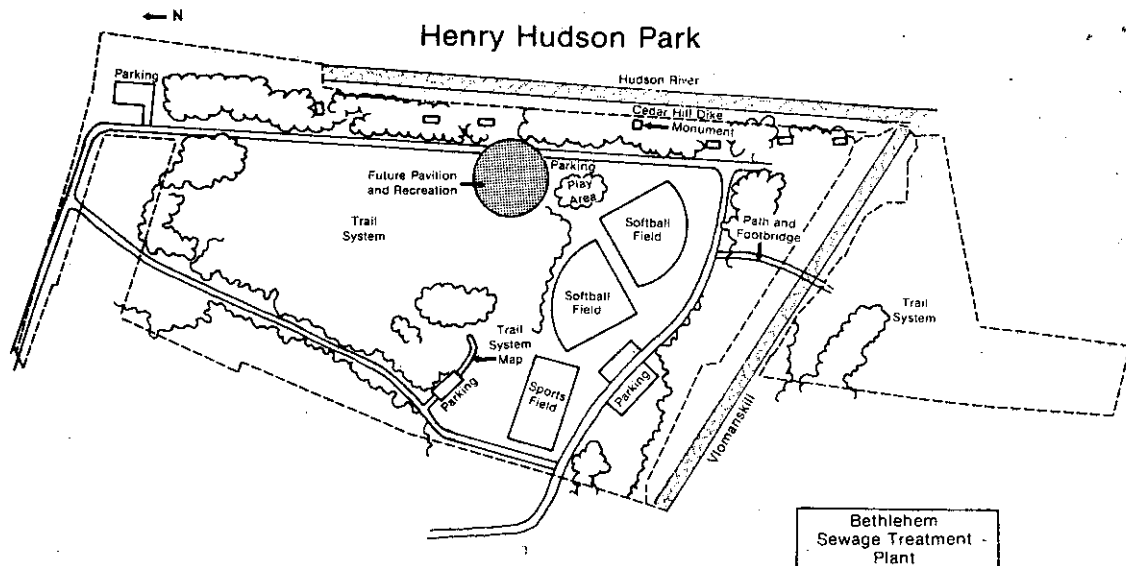 N
Henry Hudson Park
Hudson River
Parking
Cedar Hill Dike
Monument
Parking
Future Pavilion
and Recreation
Play
Area
Softball
Field
Path and
Footbridge
Trail
System
Softball
Field
Trail
System
Trail
System
Map
Parking
Sports
Field
Parking
Vlomanskill
Bethlehem
Sewage Treatment
Plant